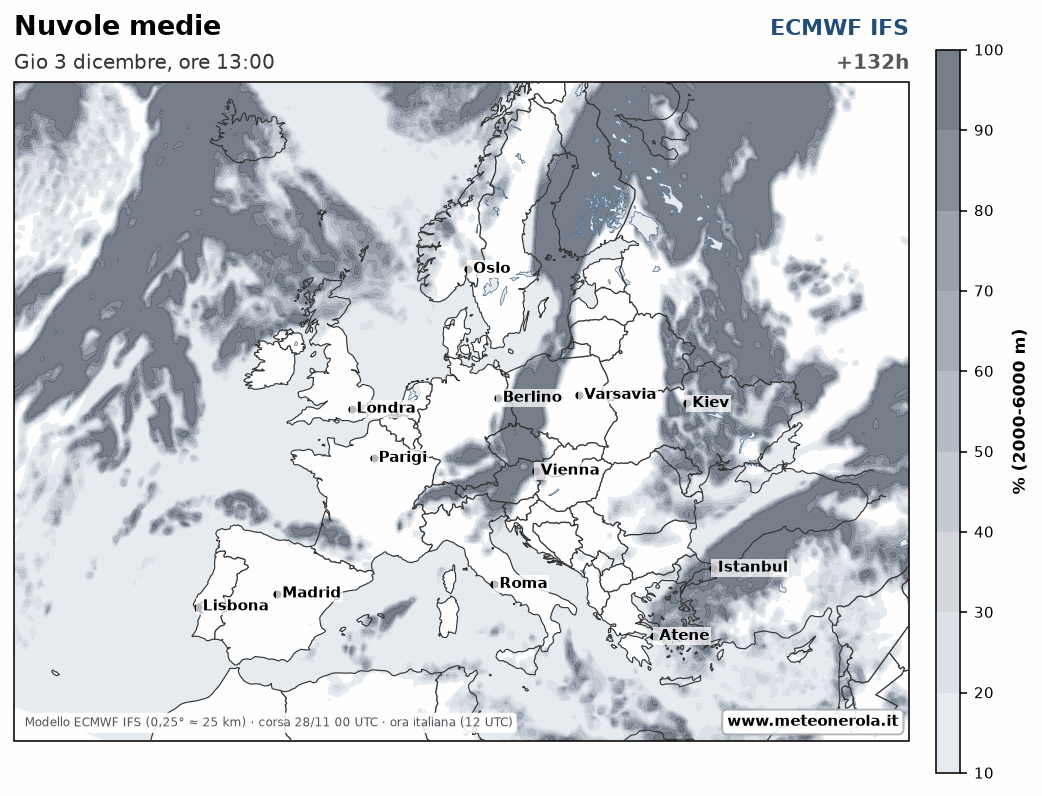 Nuvole medie
ECMWF IFS
Gio 3 dicembre, ore 13:00
+132h
100
90
80
70
60
50
40
30
20
10
% (2000-6000 m)
Oslo
Berlino
Varsavia
Kiev
Londra
Parigi
Vienna
Istanbul
Roma
Madrid
Lisbona
Atene
Modello ECMWF IFS (0,25° ≈ 25 km) · corsa 28/11 00 UTC · ora italiana (12 UTC)
www.meteonerola.it